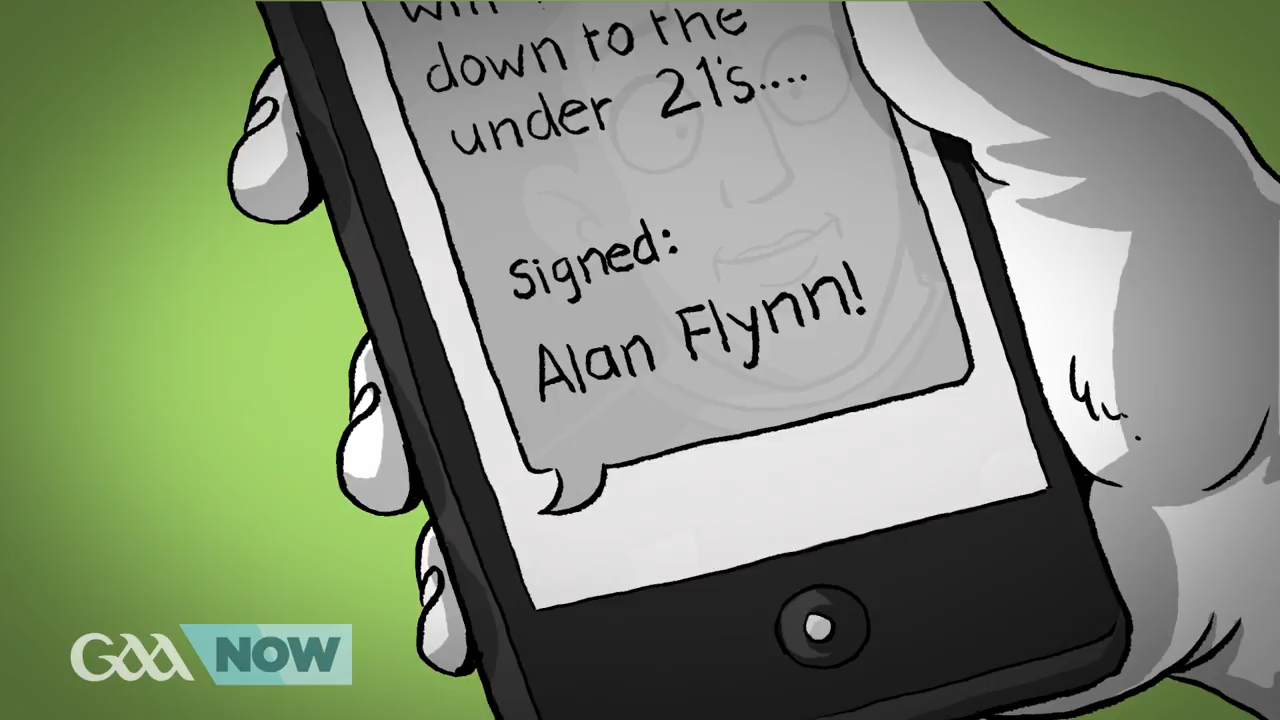 down to the
under 21's....
signed:
Alan Flynn!
GAA NOW